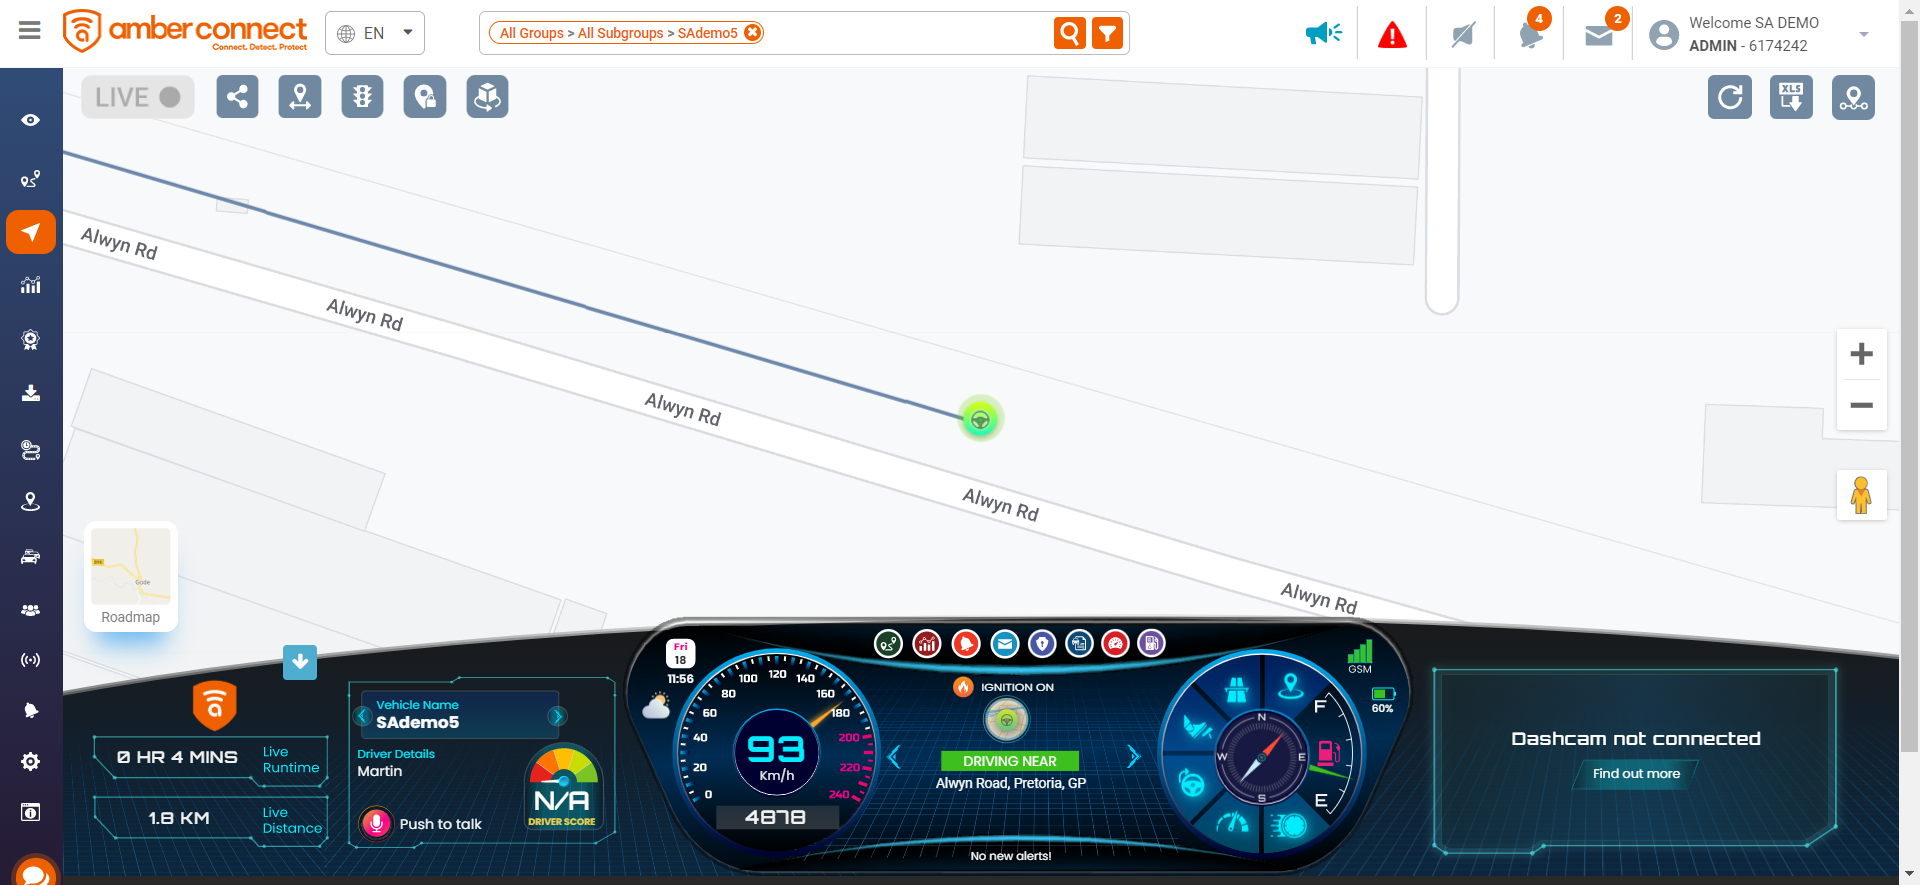 amber connect
Connect. Detect. Protect
EN
All Groups > All Subgroups > SAdemo5
4
2
Welcome SA DEMO
ADMIN - 6174242
LIVE
XLS
Alwyn Rd
Alwyn Rd
Alwyn Rd
Alwyn Rd
Alwyn Rd
Gode
Roadmap
0 HR 4 MINS
Live
Runtime
1.8 KM
Live
Distance
Vehicle Name
SAdemo5
Driver Details
Martin
Push to talk
N/A
DRIVER SCORE
Fri
18
11:56
0
20
40
60
80
100
120
140
160
180
200
220
240
93
Km/h
4878
IGNITION ON
DRIVING NEAR
Alwyn Road, Pretoria, GP
No new alerts!
N
E
S
W
F
E
GSM
60%
Dashcam not connected
Find out more